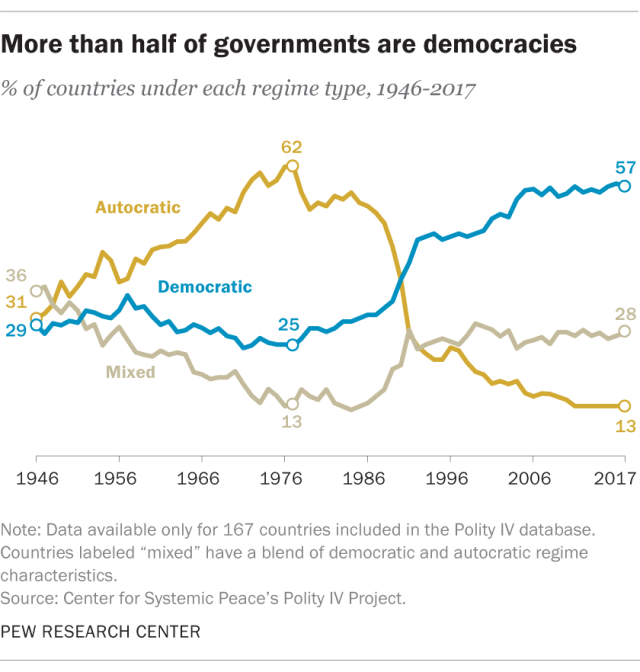 More than half of governments are democracies
% of countries under each regime type, 1946-2017
62
57
Autocratic
36
Democratic
31
28
29
25
Mixed
13
13
1946 1956 1966 1976 1986 1996 2006 2017
Note: Data available only for 167 countries included in the Polity IV database.
Countries labeled “mixed” have a blend of democratic and autocratic regime
characteristics.
Source: Center for Systemic Peace’s Polity IV Project.
PEW RESEARCH CENTER